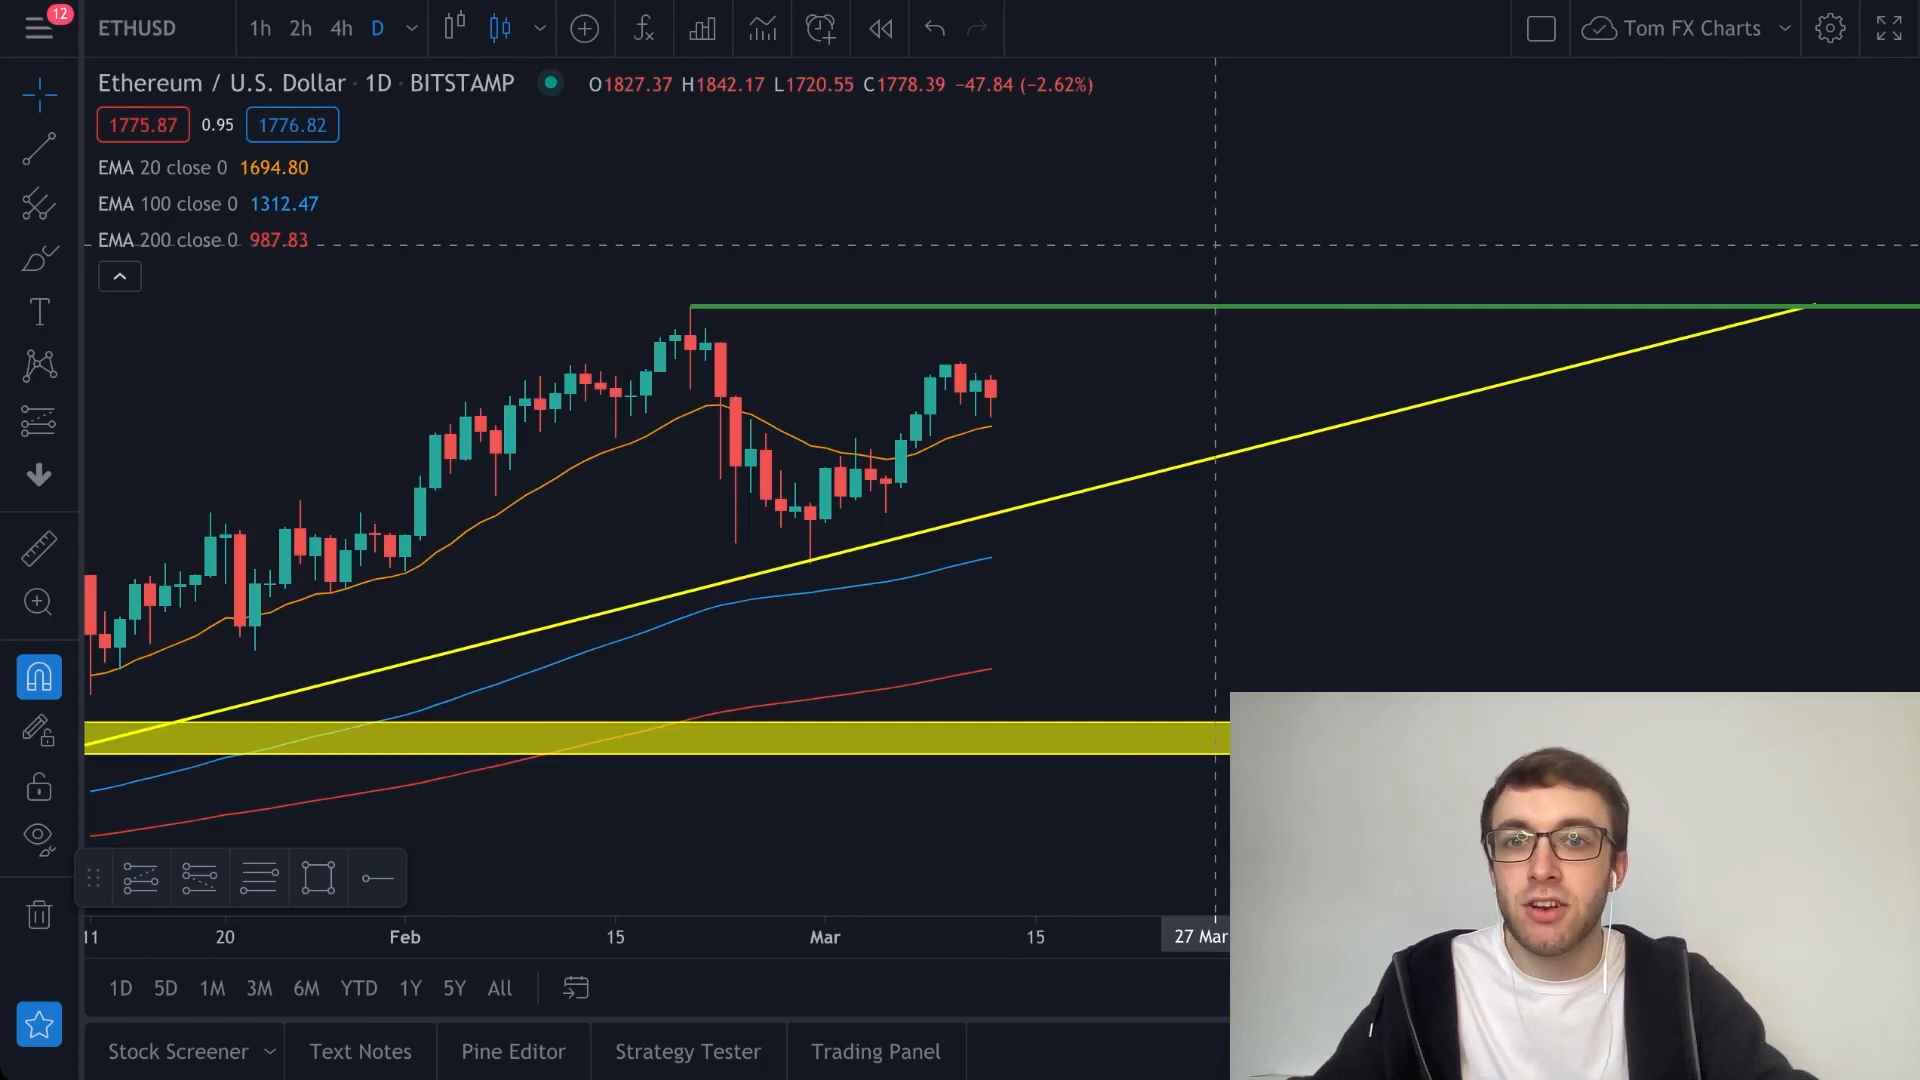 12
ETHUSD 1h 2h 4h D Tom FX Charts
Ethereum / U.S. Dollar · 1D · BITSTAMP O1827.37 H1842.17 L1720.55 C1778.39 −47.84 (−2.62%)
1775.87 0.95 1776.82
EMA 20 close 0 1694.80
EMA 100 close 0 1312.47
EMA 200 close 0 987.83
11 20 Feb 15 Mar 15 27 Mar
1D 5D 1M 3M 6M YTD 1Y 5Y All
Stock Screener Text Notes Pine Editor Strategy Tester Trading Panel